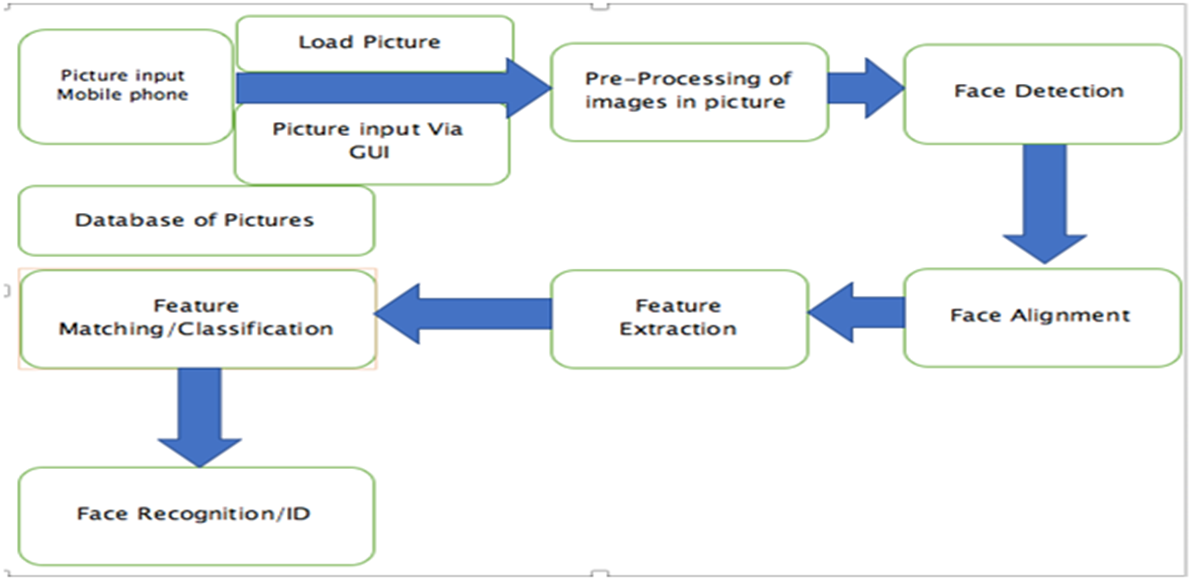 Load Picture
Picture input
Mobile phone
Picture input Via
GUI
Pre-Processing of
images in picture
Face Detection
Database of Pictures
Feature
Matching/Classification
Feature
Extraction
Face Alignment
Face Recognition/ID